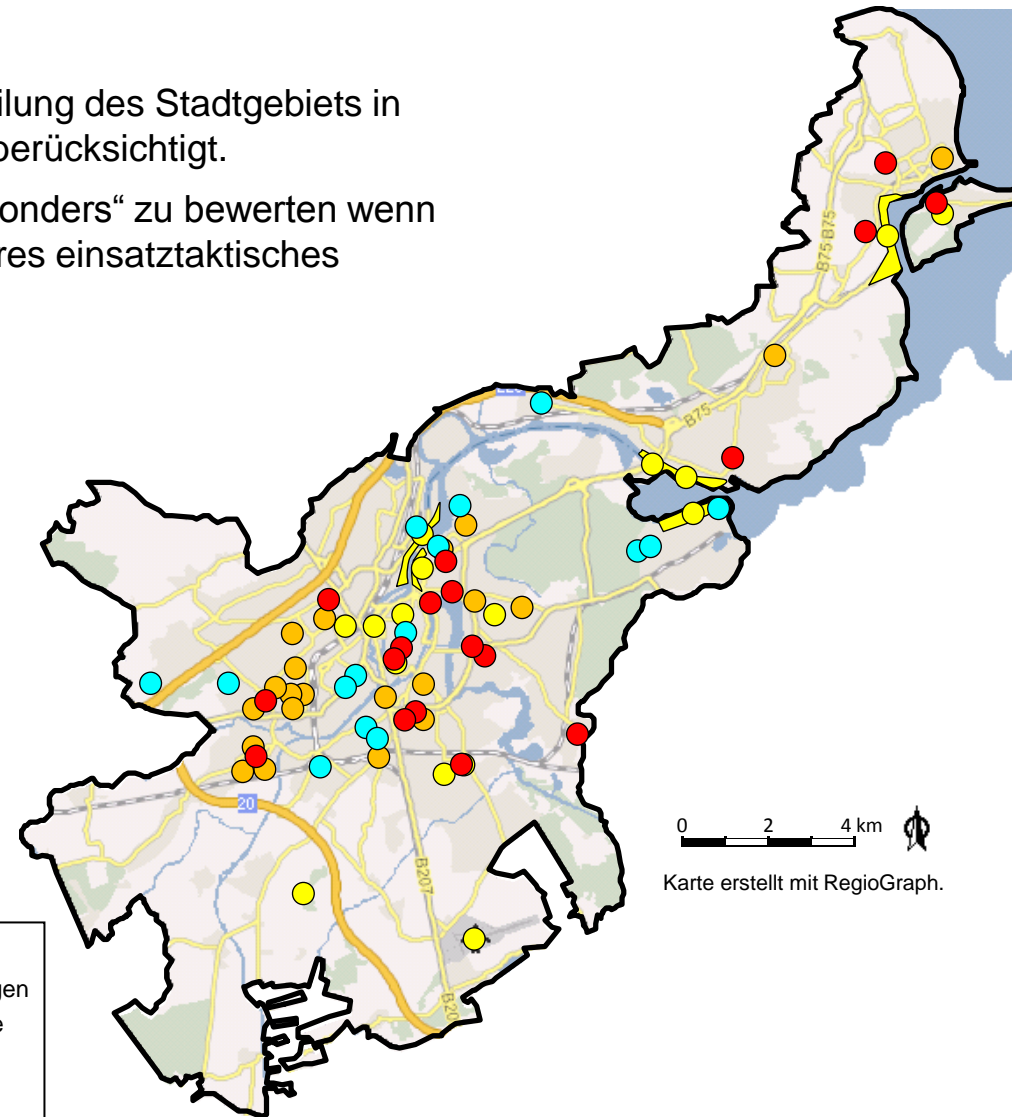 ilung des Stadtgebiets in
berücksichtigt.
onders“ zu bewerten wenn
res einsatztaktisches
B75
B75
B75
20
B207
B20
0 2 4 km
Karte erstellt mit RegioGraph.
gen
e